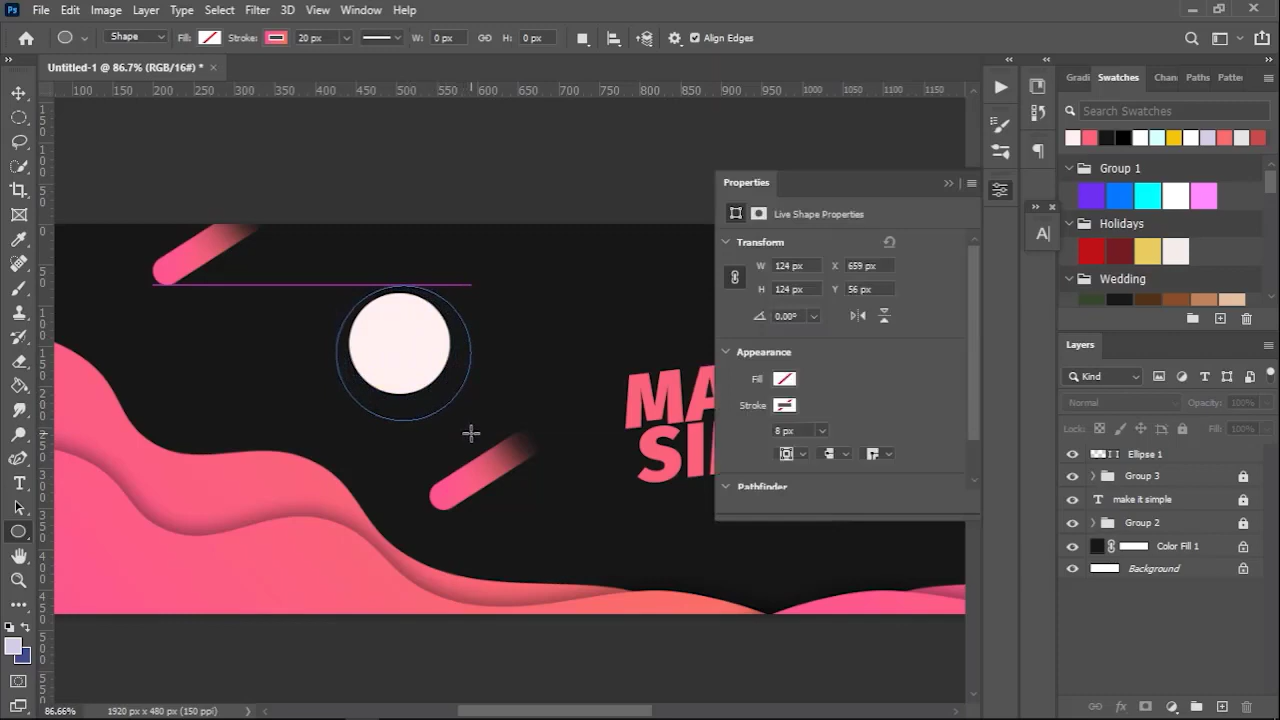 Ps File Edit Image Layer Type Select Filter 3D View Window Help
Shape Fill: Stroke: 20 px W: 0 px H: 0 px Align Edges
Untitled-1 @ 86.7% (RGB/16#) * ×
100 150 200 250 300 350 400 450 500 550 600 650 700 750 800 850 900 950 1000 1050 1100 1150
Gradi Swatches Chan Paths Patter
Search Swatches
Group 1
Holidays
Wedding
A|
Properties
Live Shape Properties
Transform
W 124 px X 659 px
H 124 px Y 56 px
0.00°
Appearance
Fill
Stroke
8 px
Pathfinder
MA
SI
Layers
Kind
Normal Opacity: 100%
Lock: Fill: 100%
Ellipse 1
Group 3
T make it simple
Group 2
Color Fill 1
Background
86.66% 1920 px x 480 px (150 ppi)